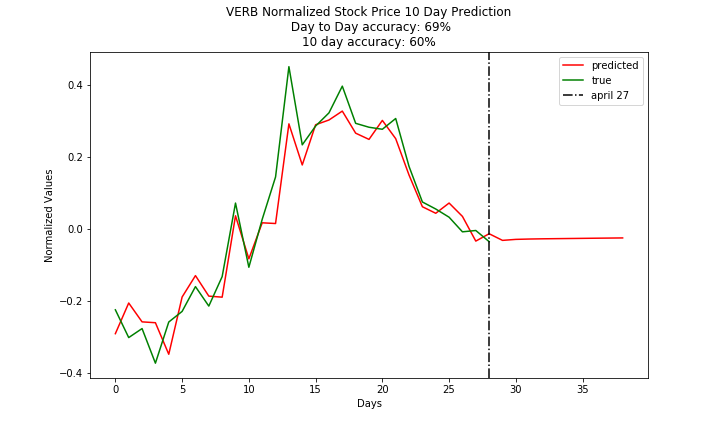 VERB Normalized Stock Price 10 Day Prediction
Day to Day accuracy: 69%
10 day accuracy: 60%
predicted
true
april 27
Normalized Values
0.4
0.2
0.0
−0.2
−0.4
0 5 10 15 20 25 30 35
Days